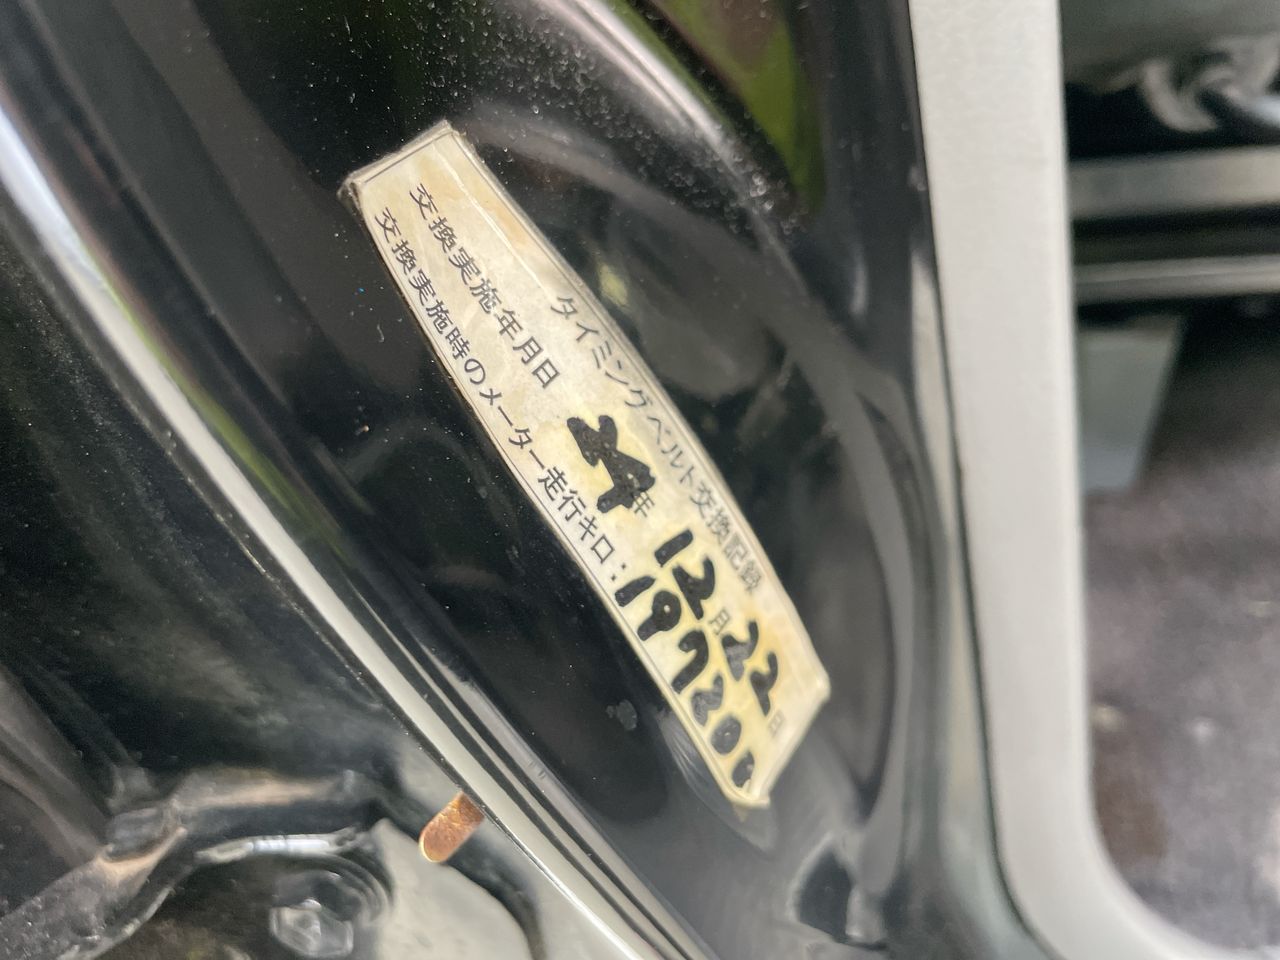 タイミングベルト交換記録
交換実施年月日 24年 12月 22日
交換実施時のメーター走行キロ：